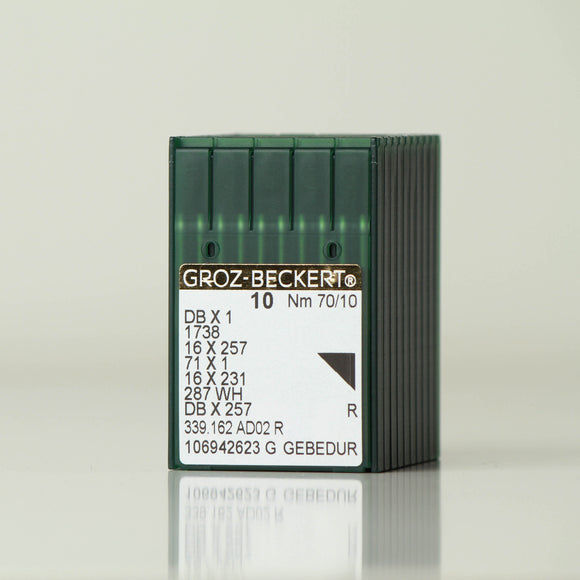 GROZ-BECKERT®
10 Nm 70/10
DB X 1
1738
16 X 257
71 X 1
16 X 231
287 WH
DB X 257 R
339.162 AD02 R
106942623 G GEBEDUR